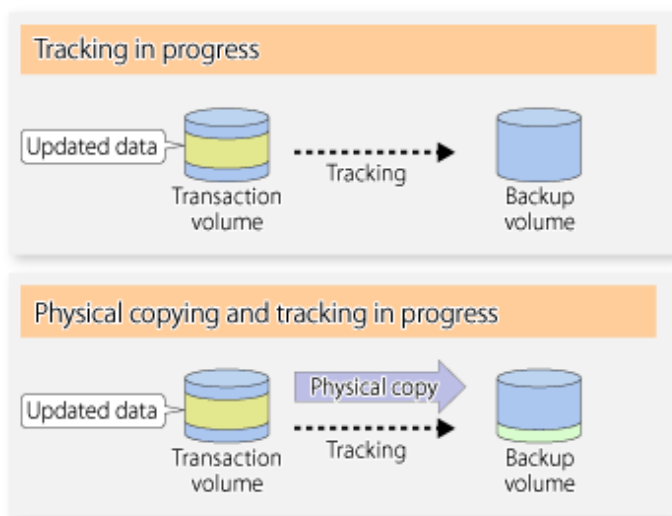 Tracking in progress
Updated data
Tracking
Transaction
volume
Backup
volume
Physical copying and tracking in progress
Physical copy
Updated data
Tracking
Transaction
volume
Backup
volume